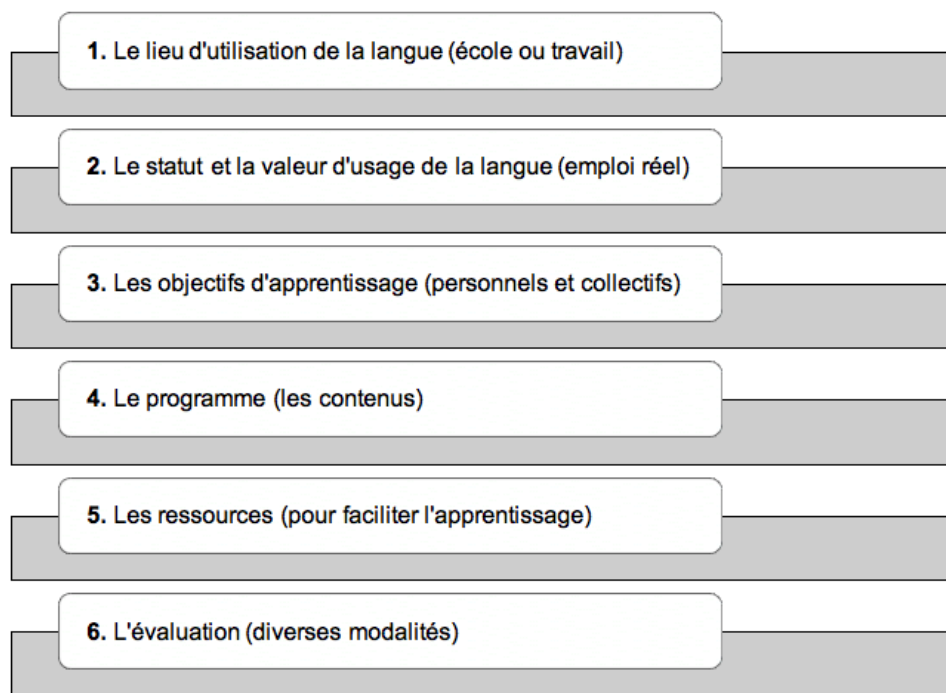 1. Le lieu d'utilisation de la langue (école ou travail)
2. Le statut et la valeur d'usage de la langue (emploi réel)
3. Les objectifs d'apprentissage (personnels et collectifs)
4. Le programme (les contenus)
5. Les ressources (pour faciliter l'apprentissage)
6. L'évaluation (diverses modalités)